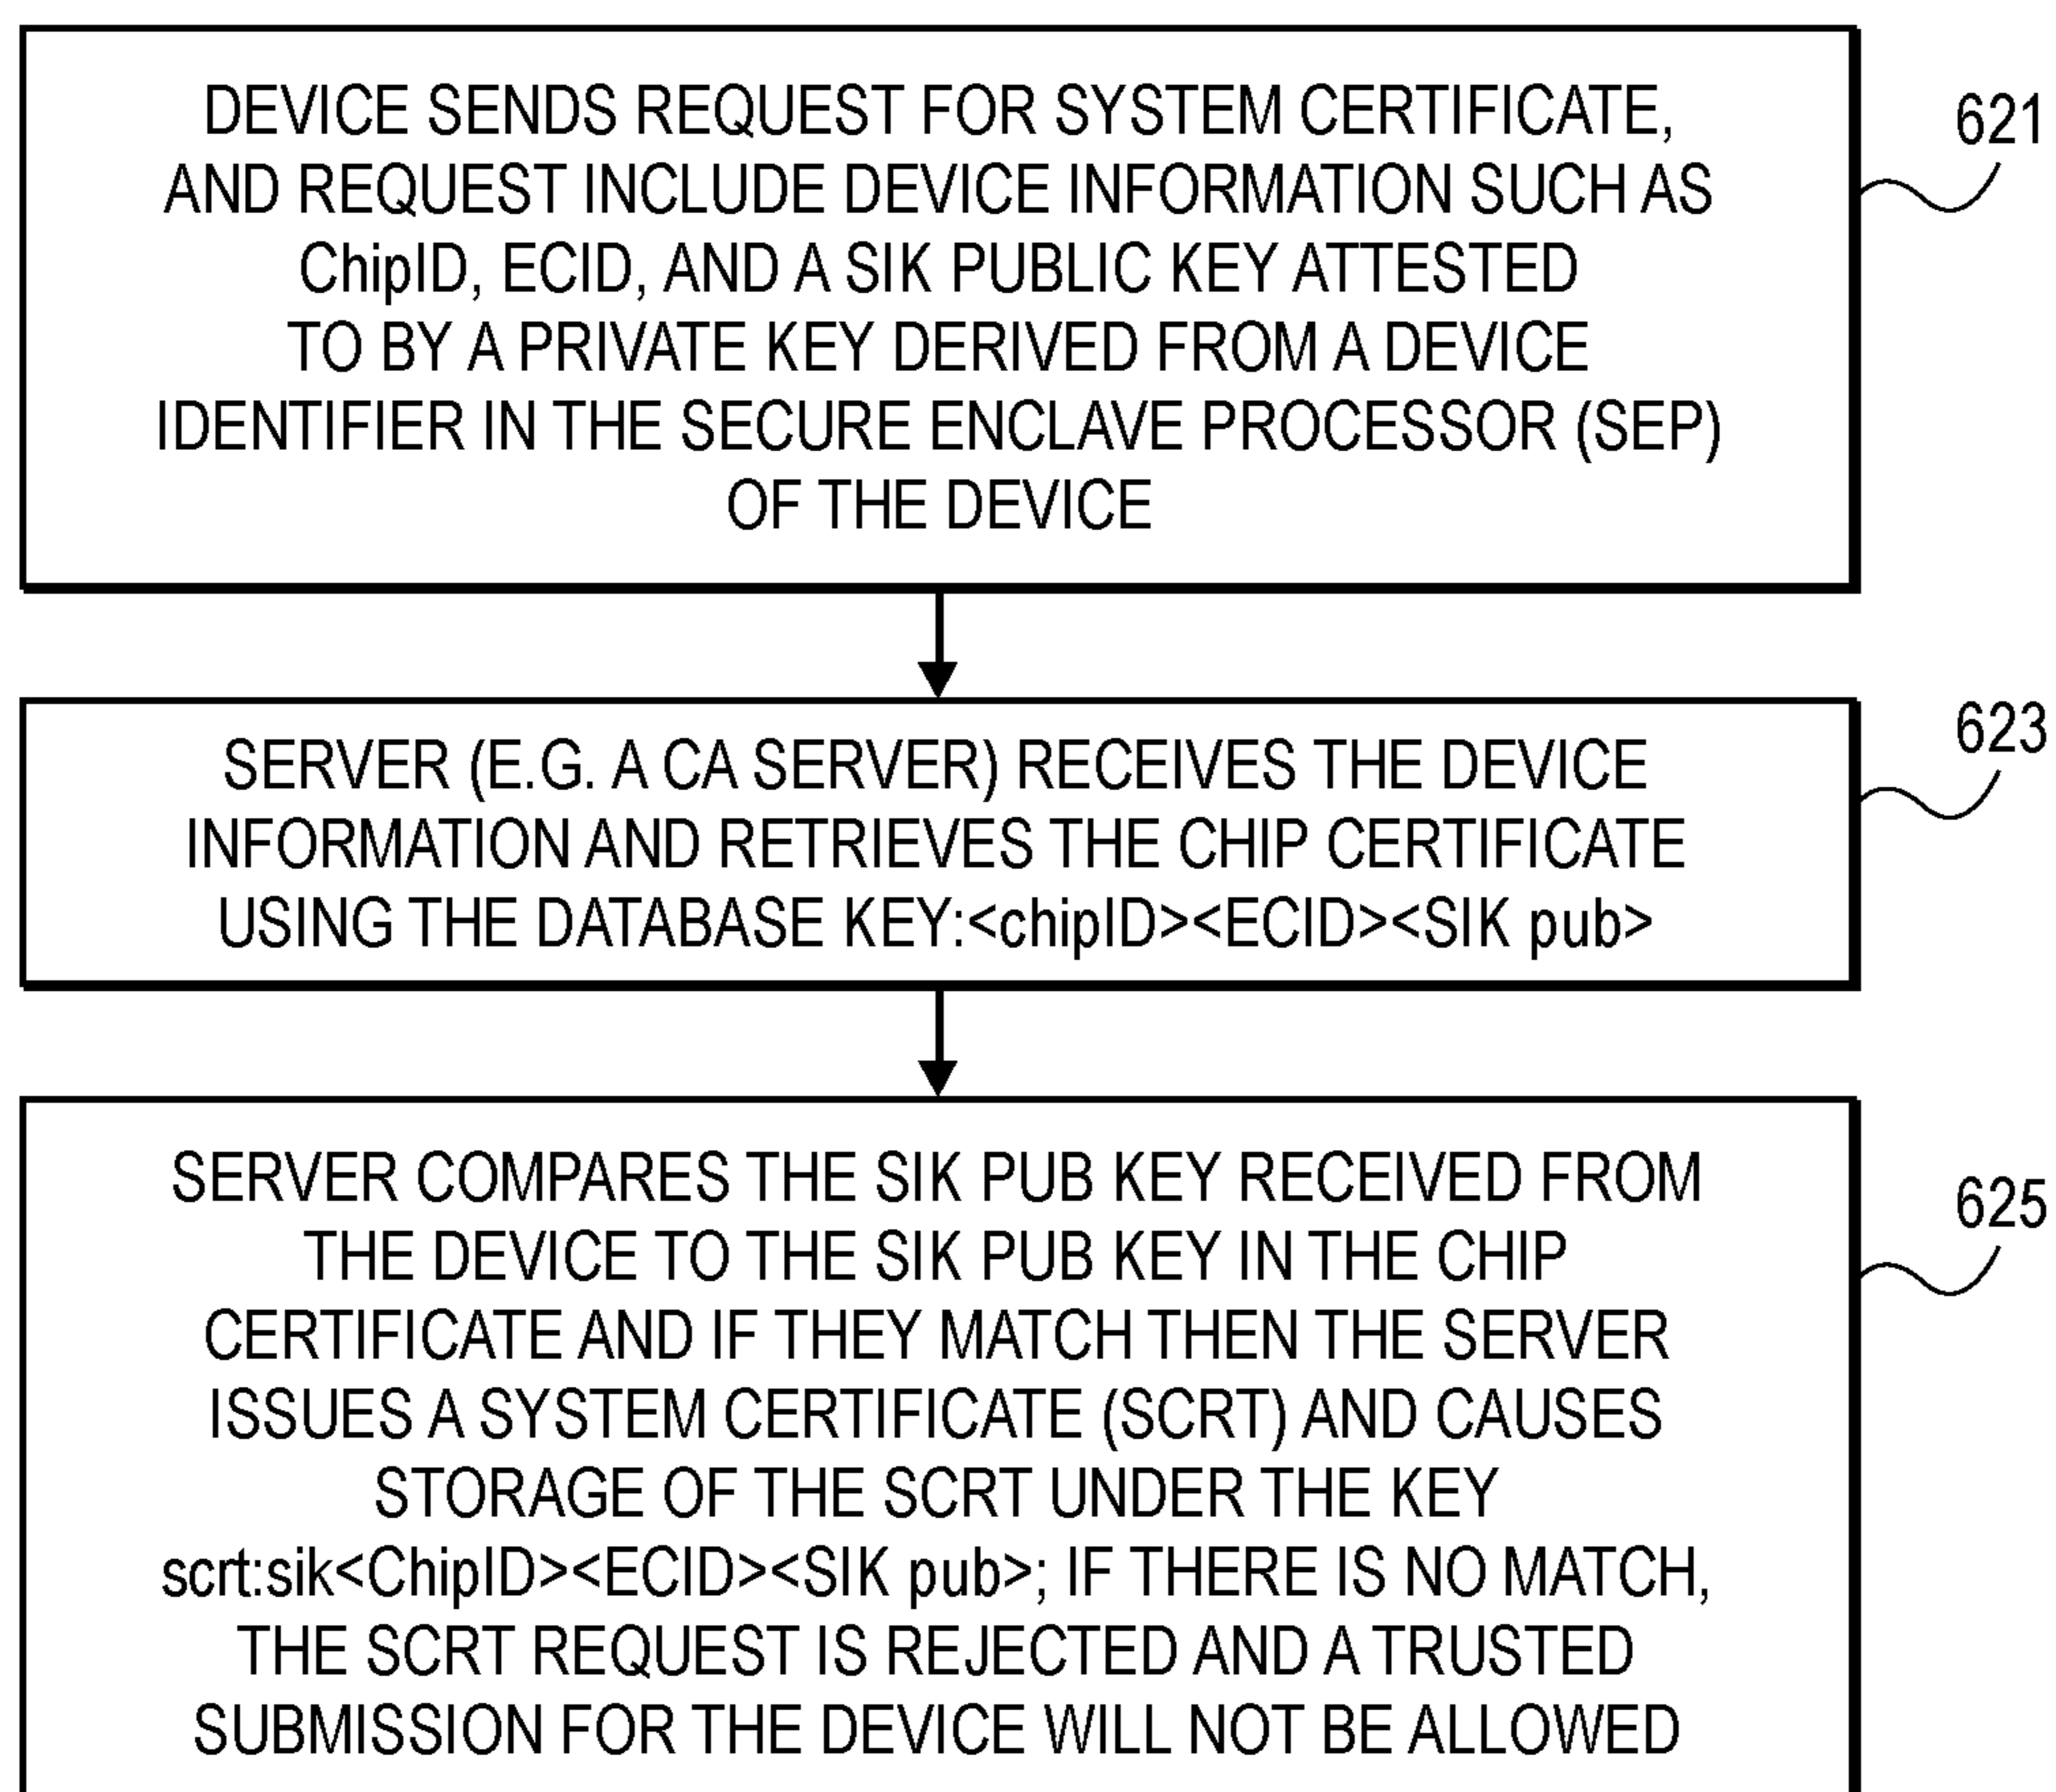 DEVICE SENDS REQUEST FOR SYSTEM CERTIFICATE,
AND REQUEST INCLUDE DEVICE INFORMATION SUCH AS
ChipID, ECID, AND A SIK PUBLIC KEY ATTESTED
TO BY A PRIVATE KEY DERIVED FROM A DEVICE
IDENTIFIER IN THE SECURE ENCLAVE PROCESSOR (SEP)
OF THE DEVICE
621
SERVER (E.G. A CA SERVER) RECEIVES THE DEVICE
INFORMATION AND RETRIEVES THE CHIP CERTIFICATE
USING THE DATABASE KEY:<chipID><ECID><SIK pub>
623
SERVER COMPARES THE SIK PUB KEY RECEIVED FROM
THE DEVICE TO THE SIK PUB KEY IN THE CHIP
CERTIFICATE AND IF THEY MATCH THEN THE SERVER
ISSUES A SYSTEM CERTIFICATE (SCRT) AND CAUSES
STORAGE OF THE SCRT UNDER THE KEY
scrt:sik<ChipID><ECID><SIK pub>; IF THERE IS NO MATCH,
THE SCRT REQUEST IS REJECTED AND A TRUSTED
SUBMISSION FOR THE DEVICE WILL NOT BE ALLOWED
625